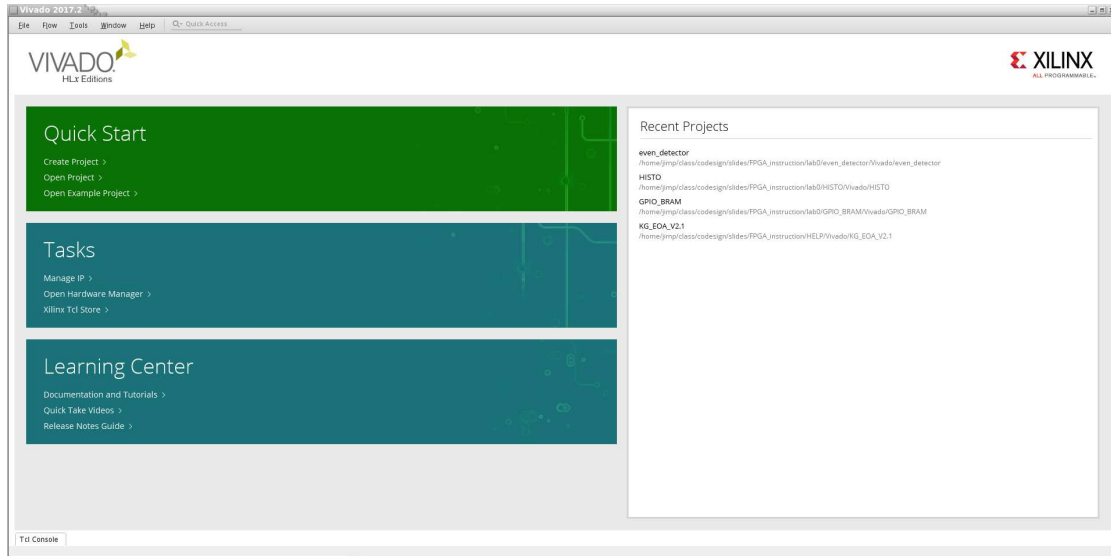 Vivado 2017.2
File Flow Tools Window Help Quick Access
VIVADO.
HLx Editions
XILINX
ALL PROGRAMMABLE.
Quick Start
Create Project >
Open Project >
Open Example Project >
Tasks
Manage IP >
Open Hardware Manager >
Xilinx Tcl Store >
Learning Center
Documentation and Tutorials >
Quick Take Videos >
Release Notes Guide >
Recent Projects
even_detector
/home/jimp/class/codesign/slides/FPGA_instruction/lab0/even_detector/Vivado/even_detector
HISTO
/home/jimp/class/codesign/slides/FPGA_instruction/lab0/HISTO/Vivado/HISTO
GPIO_BRAM
/home/jimp/class/codesign/slides/FPGA_instruction/lab0/GPIO_BRAM/Vivado/GPIO_BRAM
KG_EOA_V2.1
/home/jimp/class/codesign/slides/FPGA_instruction/HELP/Vivado/KG_EOA_V2.1
Tcl Console